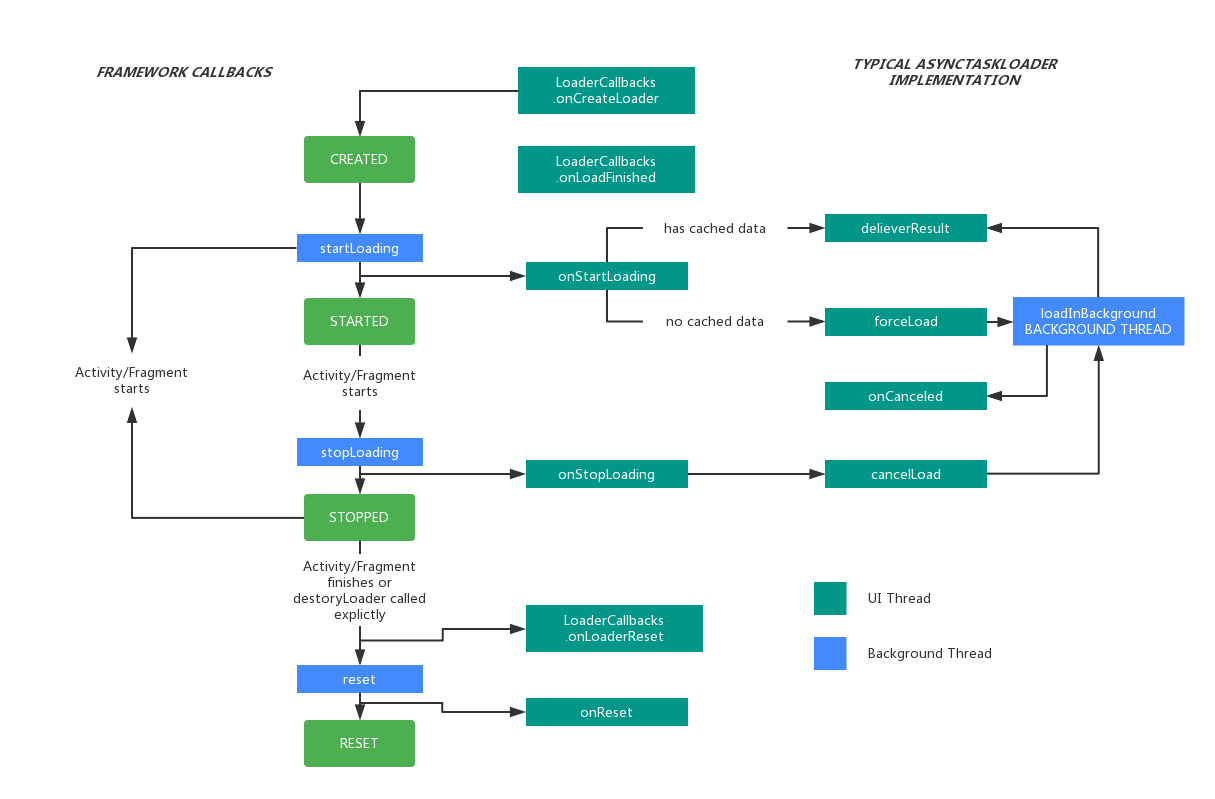 FRAMEWORK CALLBACKS
TYPICAL ASYNCTASKLOADER
IMPLEMENTATION
LoaderCallbacks
.onCreateLoader
CREATED
LoaderCallbacks
.onLoadFinished
startLoading
has cached data
delieverResult
onStartLoading
STARTED
no cached data
forceLoad
loadInBackground
BACKGROUND THREAD
Activity/Fragment
starts
Activity/Fragment
starts
onCanceled
stopLoading
onStopLoading
cancelLoad
STOPPED
Activity/Fragment
finishes or
destoryLoader called
explictly
UI Thread
LoaderCallbacks
.onLoaderReset
Background Thread
reset
onReset
RESET